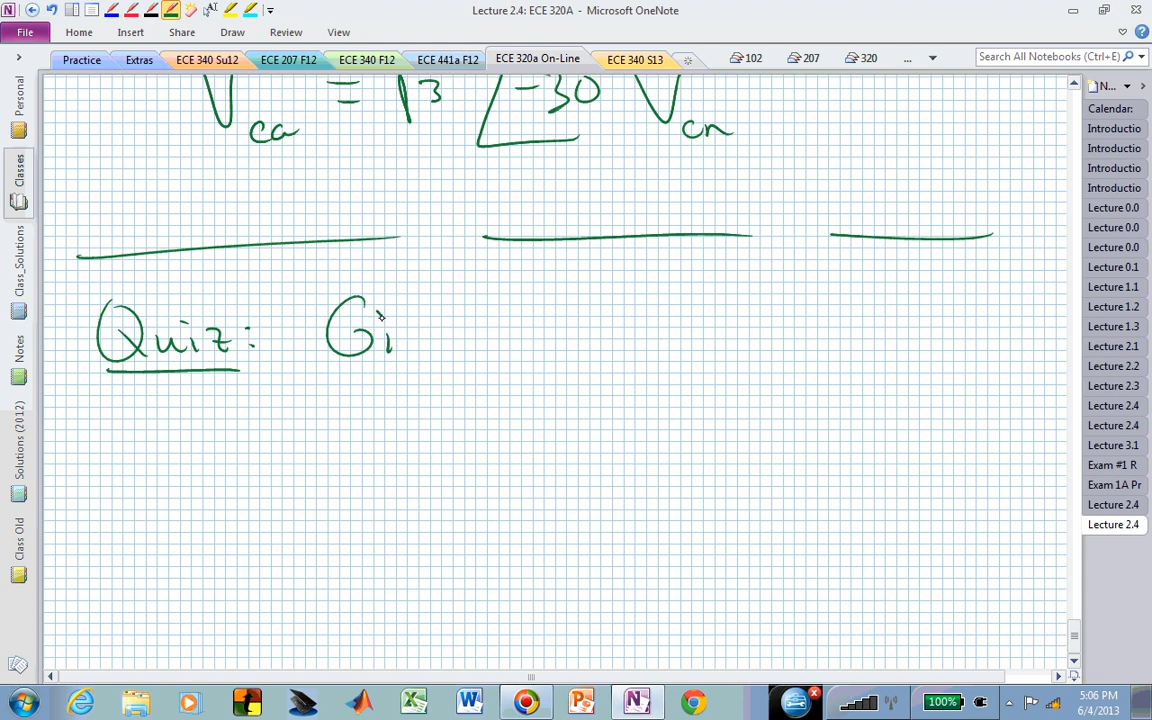 Lecture 2.4: ECE 320A - Microsoft OneNote
File Home Insert Share Draw Review View
Practice Extras ECE 340 Su12 ECE 207 F12 ECE 340 F12 ECE 441a F12 ECE 320a On-Line ECE 340 S13 102 207 320 ... Search All Notebooks (Ctrl+E)
Personal
Classes
Class_Solutions
Notes
Solutions (2012)
Class Old
V ca = √3 ∠-30 V cn
Quiz: Gi
N...
Calendar:
Introductio
Introductio
Introductio
Introductio
Lecture 0.0
Lecture 0.0
Lecture 0.0
Lecture 0.1
Lecture 1.1
Lecture 1.2
Lecture 1.3
Lecture 2.1
Lecture 2.2
Lecture 2.3
Lecture 2.4
Lecture 2.4
Lecture 3.1
Exam #1 R
Exam 1A Pr
Lecture 2.4
Lecture 2.4
100%
5:06 PM
6/4/2013